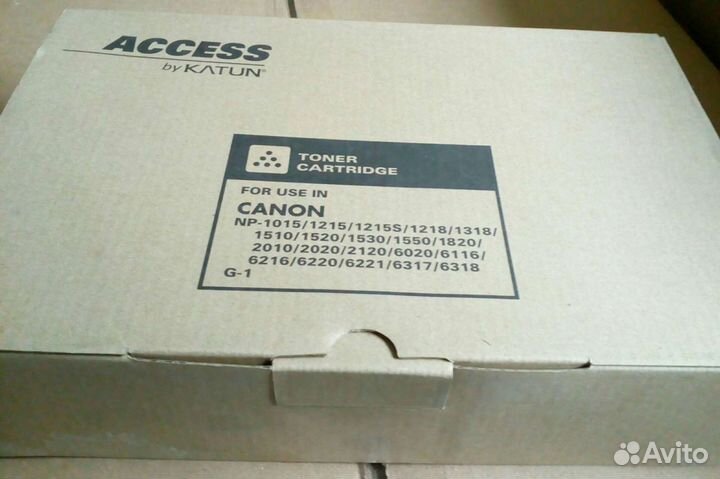 ACCESS
by KATUN®
TONER
CARTRIDGE
FOR USE IN
CANON
NP-1015/1215/1215S/1218/1318/
1510/1520/1530/1550/1820/
2010/2020/2120/6020/6116/
6216/6220/6221/6317/6318
G-1
Avito